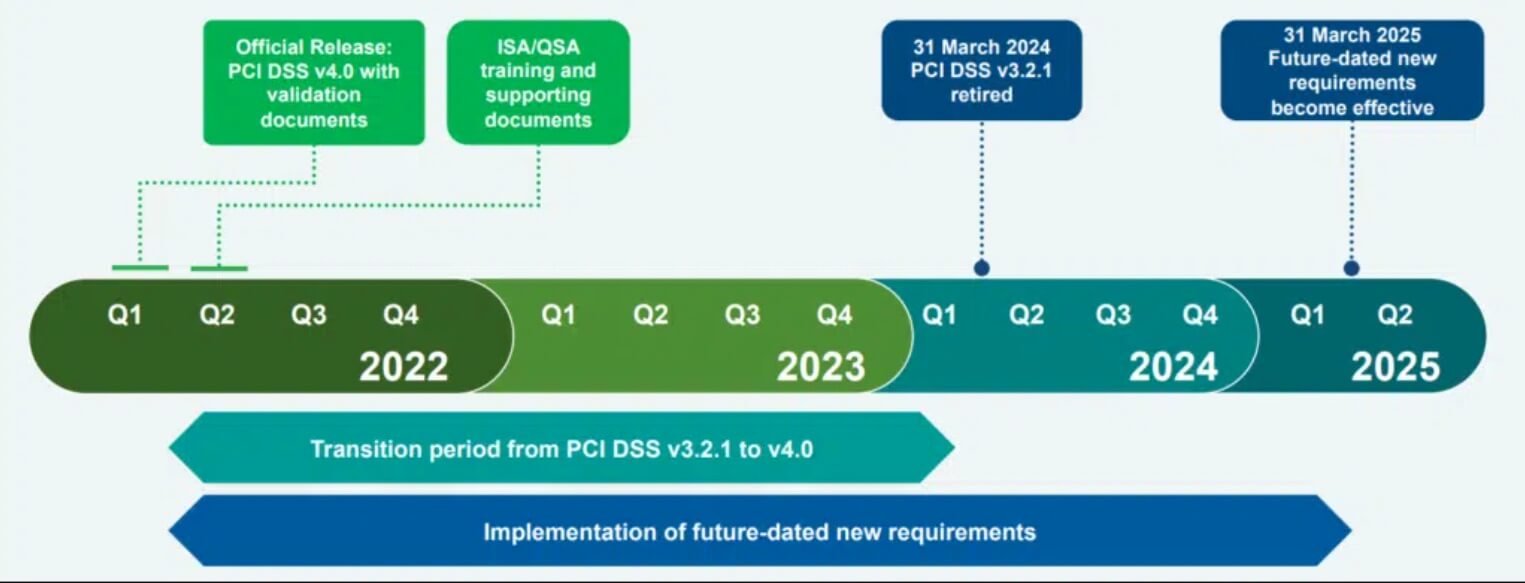 Official Release:
PCI DSS v4.0 with
validation
documents
ISA/QSA
training and
supporting
documents
31 March 2024
PCI DSS v3.2.1
retired
31 March 2025
Future-dated new
requirements
become effective
Q1 Q2 Q3 Q4
2022
Q1 Q2 Q3 Q4
2023
Q1 Q2 Q3 Q4
2024
Q1 Q2
2025
Transition period from PCI DSS v3.2.1 to v4.0
Implementation of future-dated new requirements